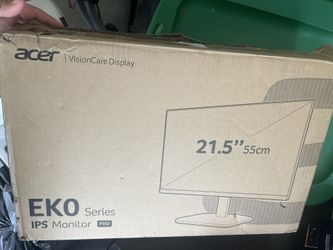 acer | VisionCare Display
21.5” 55cm
EK0 Series
IPS Monitor FHD